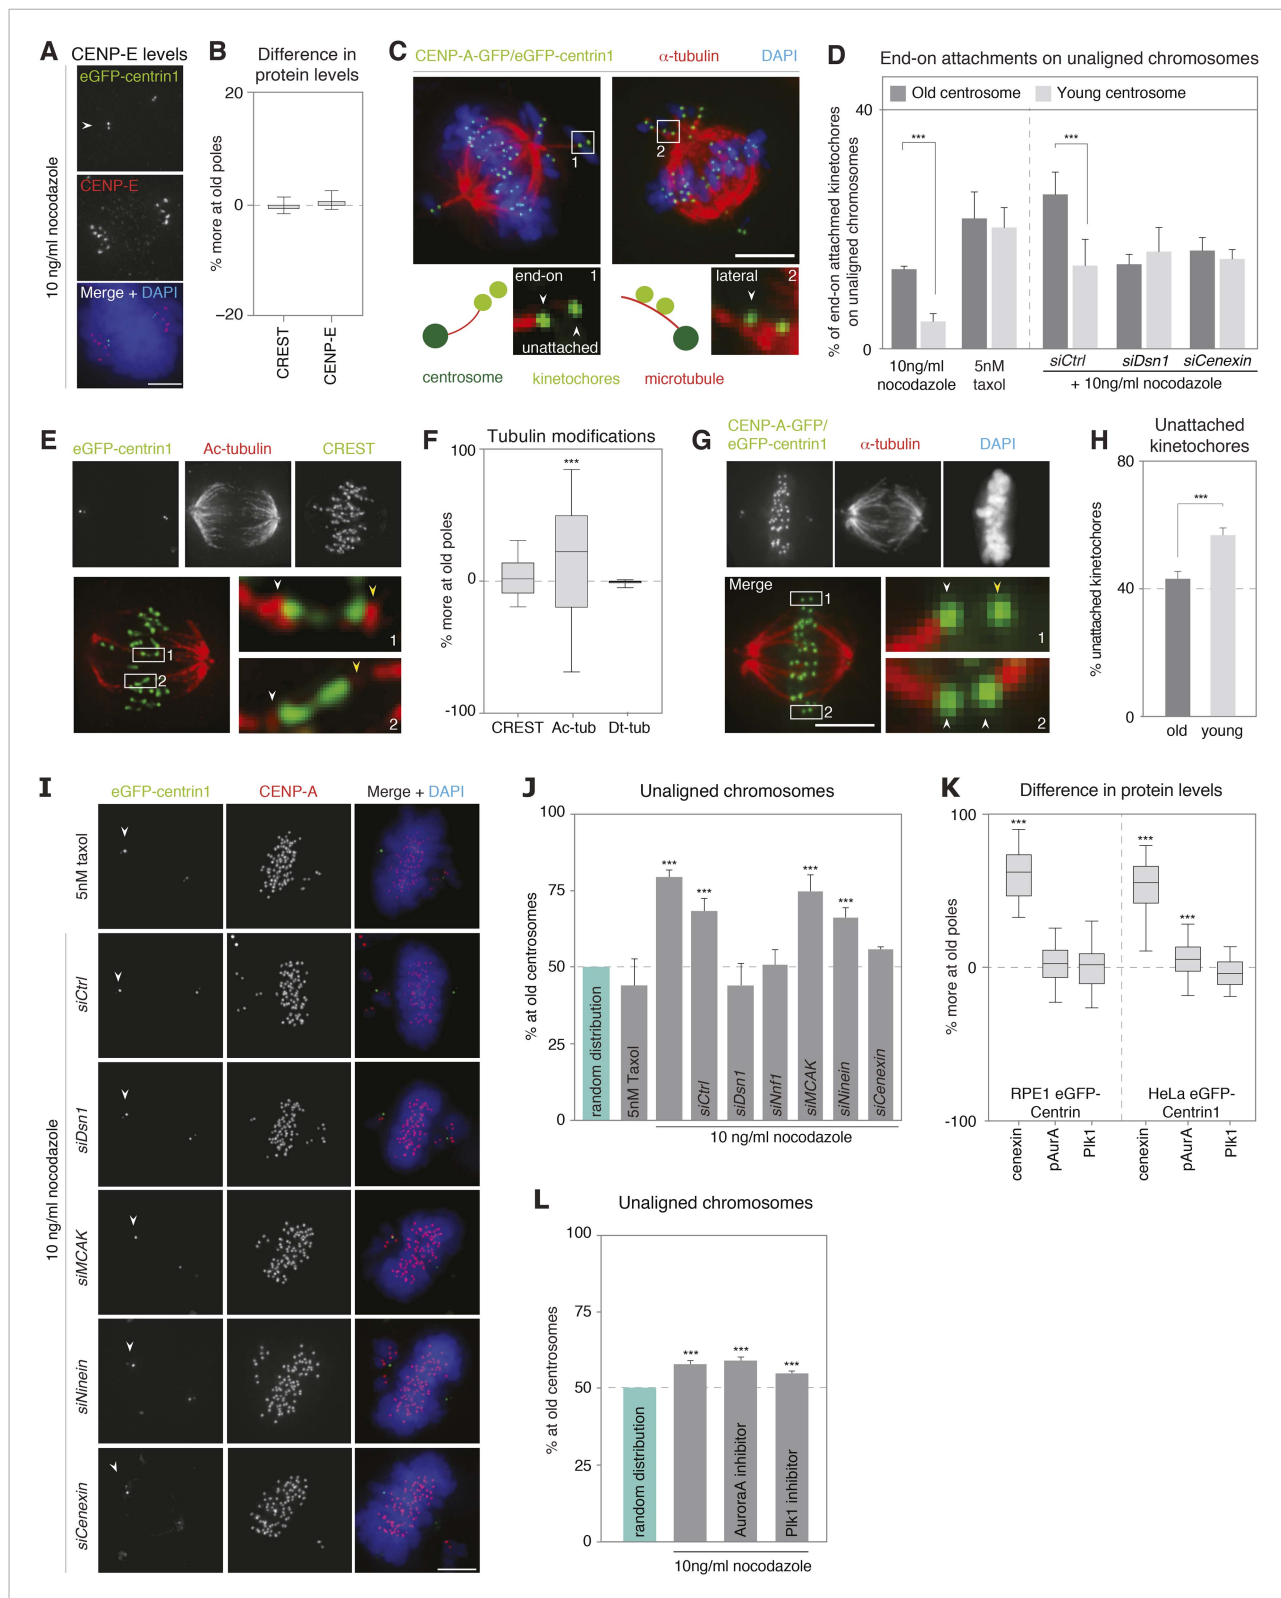 A
CENP-E levels
eGFP-centrin1
CENP-E
Merge + DAPI
10 ng/ml nocodazole
B
Difference in
protein levels
20
0
–20
% more at old poles
CREST
CENP-E
C
CENP-A-GFP/eGFP-centrin1
α-tubulin
DAPI
1
2
end-on
1
unattached
lateral
2
centrosome
kinetochores
microtubule
D
End-on attachments on unaligned chromosomes
Old centrosome
Young centrosome
40
0
% of end-on attachmed kinetochores
on unaligned chromosomes
***
***
10ng/ml
nocodazole
5nM
taxol
siCtrl
siDsn1
siCenexin
+ 10ng/ml nocodazole
E
eGFP-centrin1
Ac-tubulin
CREST
1
2
1
2
F
Tubulin modifications
100
0
-100
% more at old poles
***
CREST
Ac-tub
Dt-tub
G
CENP-A-GFP/
eGFP-centrin1
α-tubulin
DAPI
Merge
1
2
1
2
H
Unattached
kinetochores
80
40
0
% unattached kinetochores
***
old
young
I
eGFP-centrin1
CENP-A
Merge + DAPI
5nM taxol
siCtrl
siDsn1
siMCAK
siNinein
siCenexin
10 ng/ml nocodazole
J
Unaligned chromosomes
100
75
50
25
0
% at old centrosomes
***
***
***
***
random distribution
5nM Taxol
siCtrl
siDsn1
siNnf1
siMCAK
siNinein
siCenexin
10 ng/ml nocodazole
K
Difference in protein levels
100
0
-100
% more at old poles
***
***
***
RPE1 eGFP-
Centrin
HeLa eGFP-
Centrin1
cenexin
pAurA
Plk1
cenexin
pAurA
Plk1
L
Unaligned chromosomes
100
75
50
25
0
% at old centrosomes
***
***
***
random distribution
AuroraA inhibitor
Plk1 inhibitor
10ng/ml nocodazole